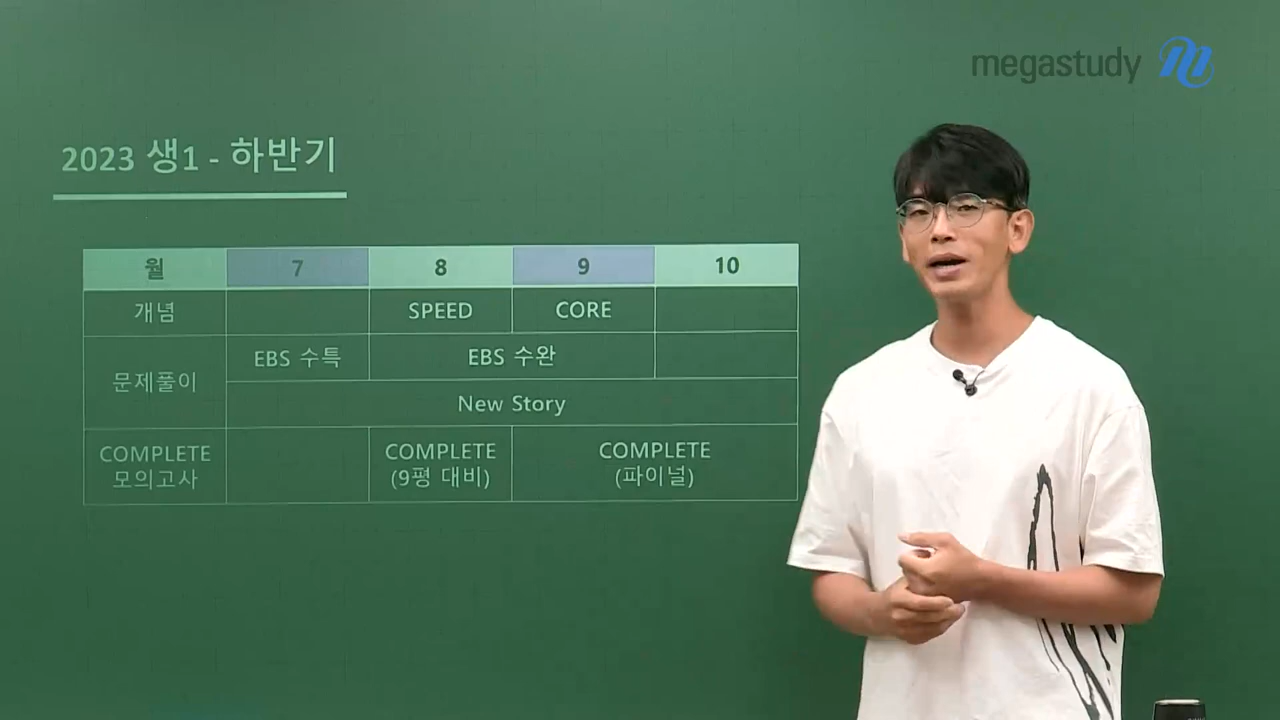 megastudy
2023 생1 - 하반기
월 7 8 9 10
개념 SPEED CORE
문제풀이 EBS 수특 EBS 수완
New Story
COMPLETE 모의고사 COMPLETE (9평 대비) COMPLETE (파이널)